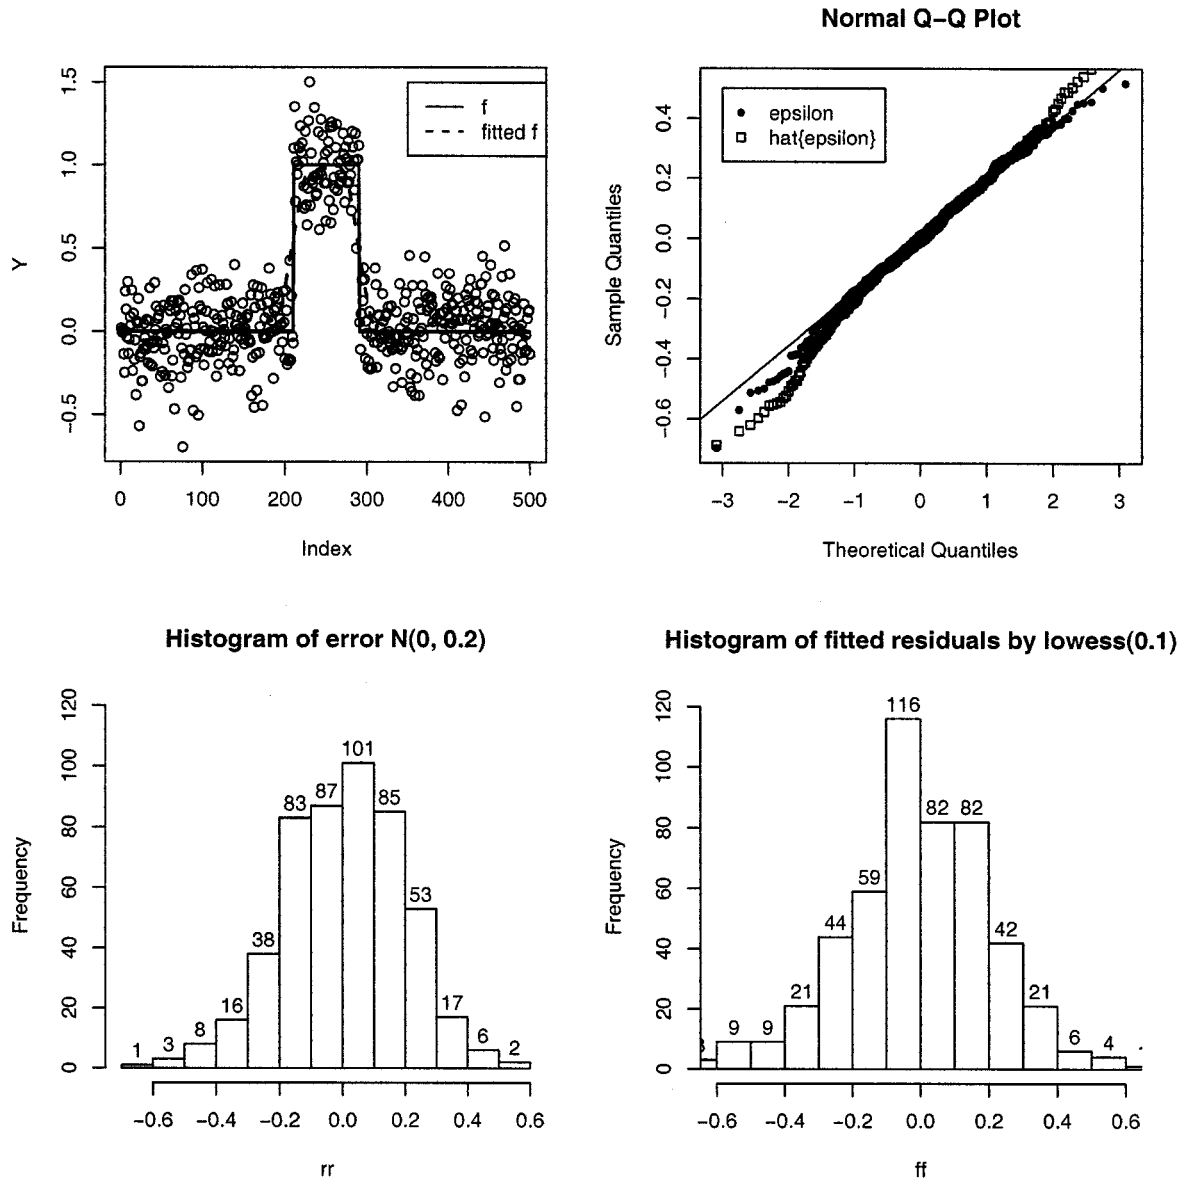 Normal Q−Q Plot
Y
−0.5 0.0 0.5 1.0 1.5
f
fitted f
0 100 200 300 400 500
Index
Sample Quantiles
−0.6 −0.4 −0.2 0.0 0.2 0.4
epsilon
hat{epsilon}
−3 −2 −1 0 1 2 3
Theoretical Quantiles
Histogram of error N(0, 0.2)
Frequency
0 20 40 60 80 100 120
1 3 8 16 38 83 87 101 85 53 17 6 2
−0.6 −0.4 −0.2 0.0 0.2 0.4 0.6
rr
Histogram of fitted residuals by lowess(0.1)
Frequency
0 20 40 60 80 100 120
9 9 21 44 59 116 82 82 42 21 6 4
−0.6 −0.4 −0.2 0.0 0.2 0.4 0.6
ff